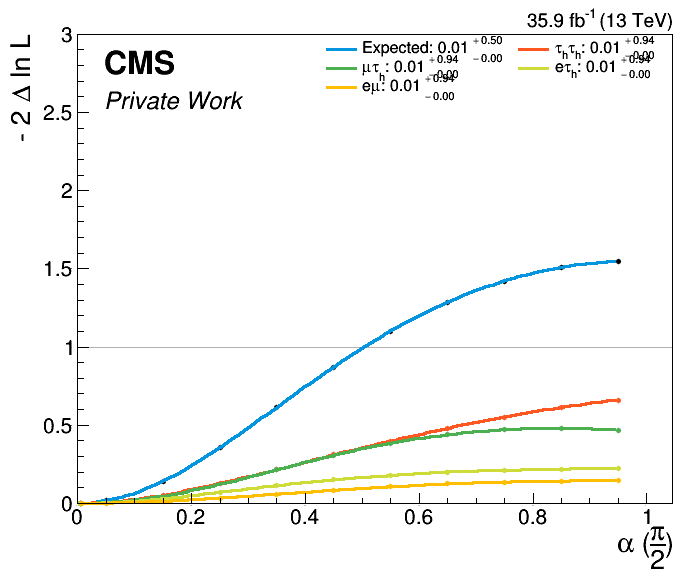 35.9 fb⁻¹ (13 TeV)
- 2 Δ ln L
3
2.5
2
1.5
1
0.5
0
CMS
Private Work
Expected: 0.01 +0.50 −0.00
τₕτₕ: 0.01 +0.94 −0.00
μτₕ: 0.01 +0.94 −0.00
eτₕ: 0.01 +0.94 −0.00
eμ: 0.01 +0.94 −0.00
0 0.2 0.4 0.6 0.8 1
α (π/2)